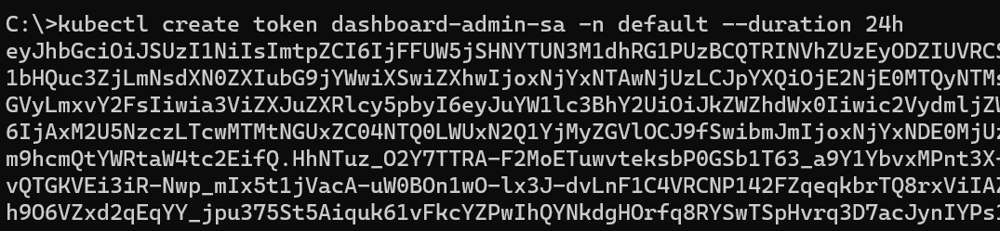 C:\>kubectl create token dashboard-admin-sa -n default --duration 24h
eyJhbGciOiJSUzI1NiIsImtpZCI6IjFFUW5jSHNYTUN3M1dhRG1PUzBCQTRINVhZUzEyODZIUVRCS
1bHQuc3ZjLmNsdXN0ZXIubG9jYWwiXSwiZXhwIjoxNjYxNTAwNjUzLCJpYXQiOjE2NjE0MTQyNTMs
GVyLmxvY2FsIiwia3ViZXJuZXRlcy5pbyI6eyJuYW1lc3BhY2UiOiJkZWZhdWx0Iiwic2VydmljZW
6IjAxM2U5NzczLTcwMTMtNGUxZC04NTQ0LWUxN2Q1YjMyZGVlOCJ9fSwibmJmIjoxNjYxNDE0MjUz
m9hcmQtYWRtaW4tc2EifQ.HhNTuz_O2Y7TTRA-F2MoETuwvteksbP0GSb1T63_a9Y1YbvxMPnt3X-
vQTGKVEi3iR-Nwp_mIx5t1jVacA-uW0BOn1wO-lx3J-dvLnF1C4VRCNP142FZqeqkbrTQ8rxViIAZ
h9O6VZxd2qEqYY_jpu375St5Aiquk61vFkcYZPwIhQYNkdgHOrfq8RYSwTSpHvrq3D7acJynIYPs1